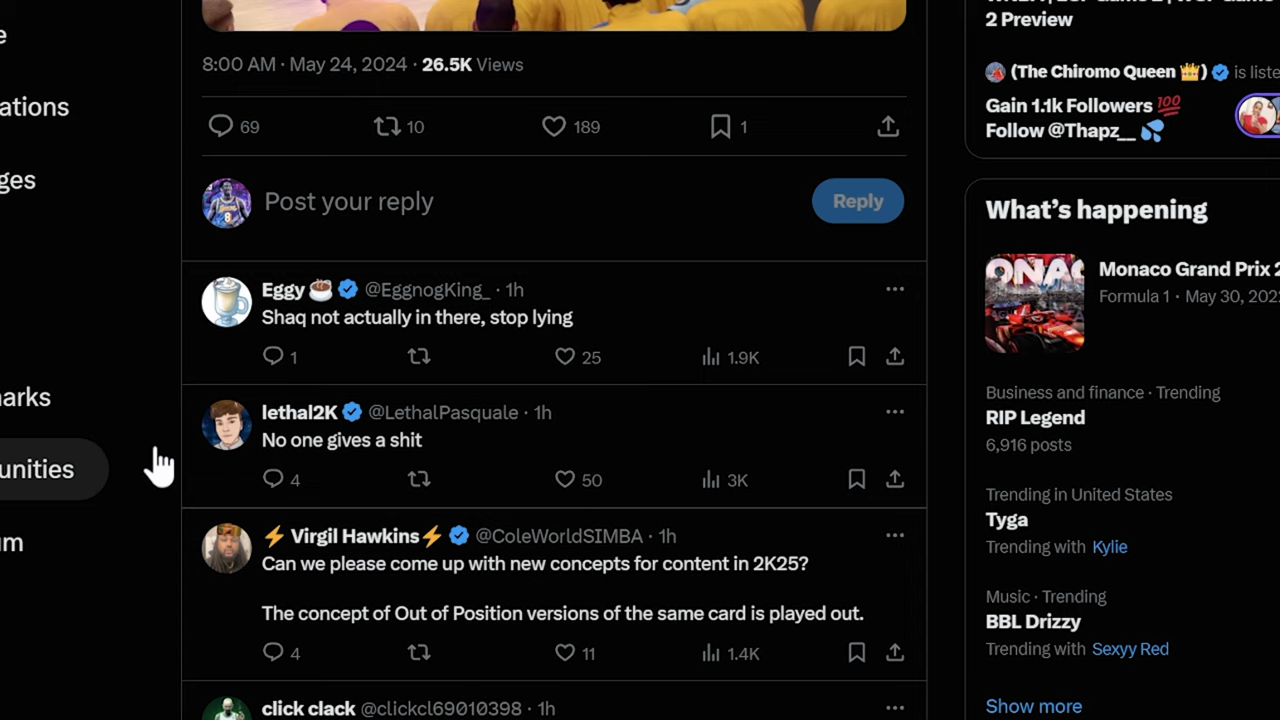 e
ations
ges
arks
unities
um
8:00 AM · May 24, 2024 · 26.5K Views
69 10 189 1
Post your reply
Reply
Eggy @EggnogKing_ · 1h
Shaq not actually in there, stop lying
1 25 1.9K
lethal2K @LethalPasquale · 1h
No one gives a shit
4 50 3K
⚡ Virgil Hawkins⚡ @ColeWorldSIMBA · 1h
Can we please come up with new concepts for content in 2K25?
The concept of Out of Position versions of the same card is played out.
4 11 1.4K
click clack @clickcl69010398 · 1h
2 Preview
(The Chiromo Queen 👑) is liste
Gain 1.1k Followers 💯
Follow @Thapz__ 💦
What's happening
ONAC
Monaco Grand Prix 2
Formula 1 · May 30, 202
Business and finance · Trending
RIP Legend
6,916 posts
Trending in United States
Tyga
Trending with Kylie
Music · Trending
BBL Drizzy
Trending with Sexyy Red
Show more